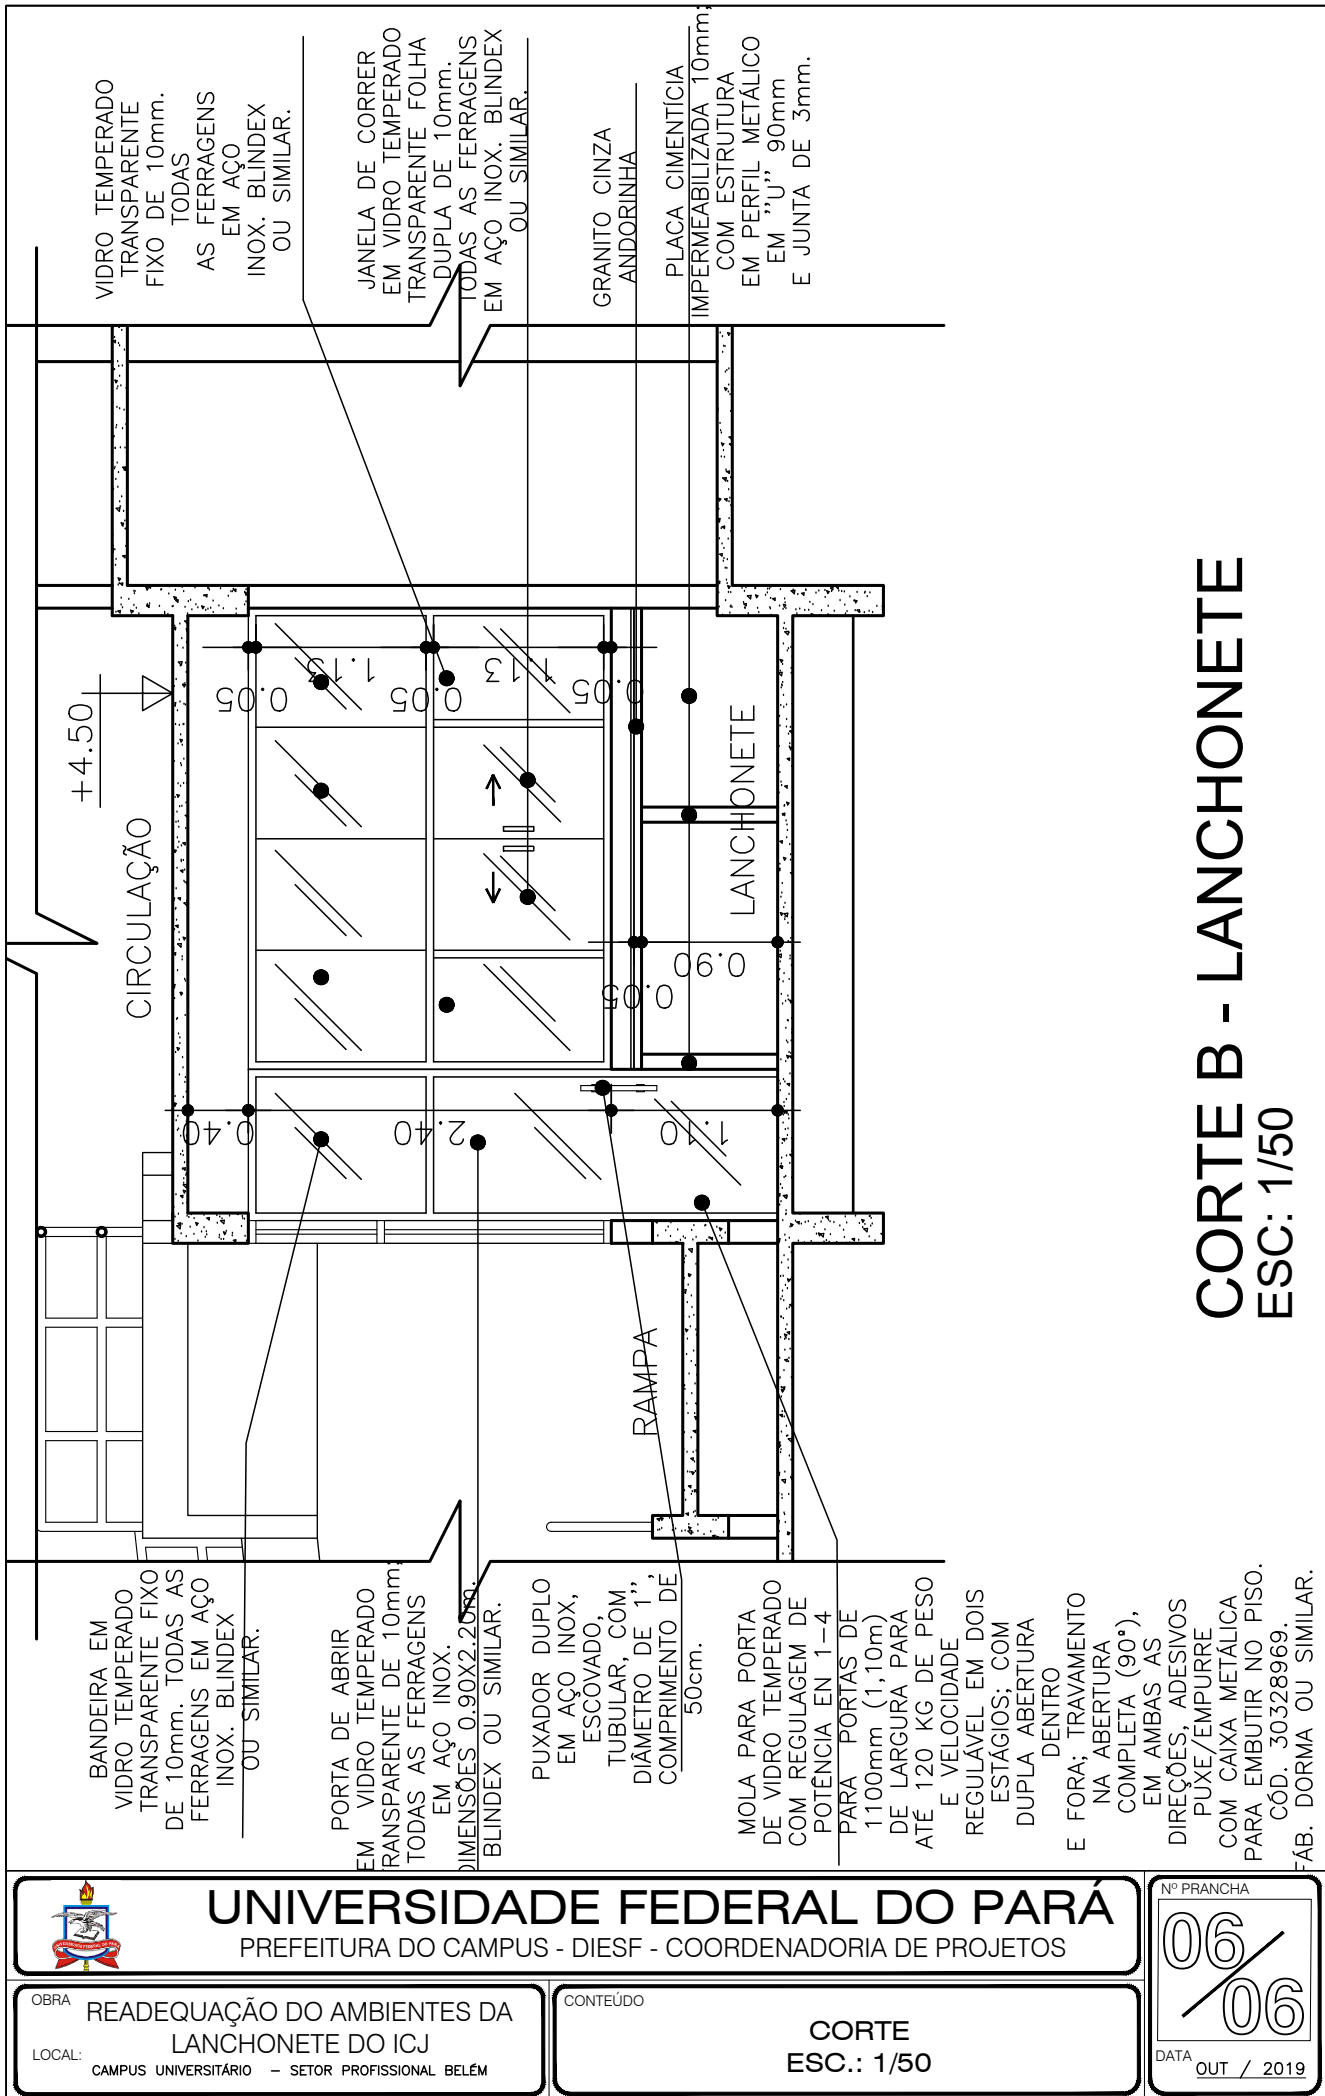 VIDRO TEMPERADO
TRANSPARENTE
FIXO DE 10mm.
TODAS
AS FERRAGENS
EM AÇO
INOX. BLINDEX
OU SIMILAR.
JANELA DE CORRER
EM VIDRO TEMPERADO
TRANSPARENTE FOLHA
DUPLA DE 10mm.
TODAS AS FERRAGENS
EM AÇO INOX. BLINDEX
OU SIMILAR.
GRANITO CINZA
ANDORINHA
PLACA CIMENTÍCIA
IMPERMEABILIZADA 10mm;
COM ESTRUTURA
EM PERFIL METÁLICO
EM ’’U’’ 90mm
E JUNTA DE 3mm.
+4.50
CIRCULAÇÃO
0.05
1.13
0.05
1.13
0.05
LANCHONETE
0.05
0.90
0.40
2.40
1.10
RAMPA
BANDEIRA EM
VIDRO TEMPERADO
TRANSPARENTE FIXO
DE 10mm. TODAS AS
FERRAGENS EM AÇO
INOX. BLINDEX
OU SIMILAR.
PORTA DE ABRIR
EM VIDRO TEMPERADO
TRANSPARENTE DE 10mm;
TODAS AS FERRAGENS
EM AÇO INOX.
DIMENSÕES 0.90X2.20m.
BLINDEX OU SIMILAR.
PUXADOR DUPLO
EM AÇO INOX,
ESCOVADO,
TUBULAR, COM
DIÂMETRO DE 1’’,
COMPRIMENTO DE
50cm.
MOLA PARA PORTA
DE VIDRO TEMPERADO
COM REGULAGEM DE
POTÊNCIA EN 1–4
PARA PORTAS DE
1100mm (1,10m)
DE LARGURA PARA
ATÉ 120 KG DE PESO
E VELOCIDADE
REGULÁVEL EM DOIS
ESTÁGIOS; COM
DUPLA ABERTURA
DENTRO
E FORA; TRAVAMENTO
NA ABERTURA
COMPLETA (90°),
EM AMBAS AS
DIREÇÕES, ADESIVOS
PUXE/EMPURRE
COM CAIXA METÁLICA
PARA EMBUTIR NO PISO.
CÓD. 30328969.
FÁB. DORMA OU SIMILAR.
CORTE B - LANCHONETE
ESC: 1/50
UNIVERSIDADE FEDERAL DO PARÁ
PREFEITURA DO CAMPUS - DIESF - COORDENADORIA DE PROJETOS
OBRA
READEQUAÇÃO DO AMBIENTES DA
LANCHONETE DO ICJ
LOCAL:
CAMPUS UNIVERSITÁRIO – SETOR PROFISSIONAL BELÉM
CONTEÚDO
CORTE
ESC.: 1/50
Nº PRANCHA
06/06
DATA
OUT / 2019